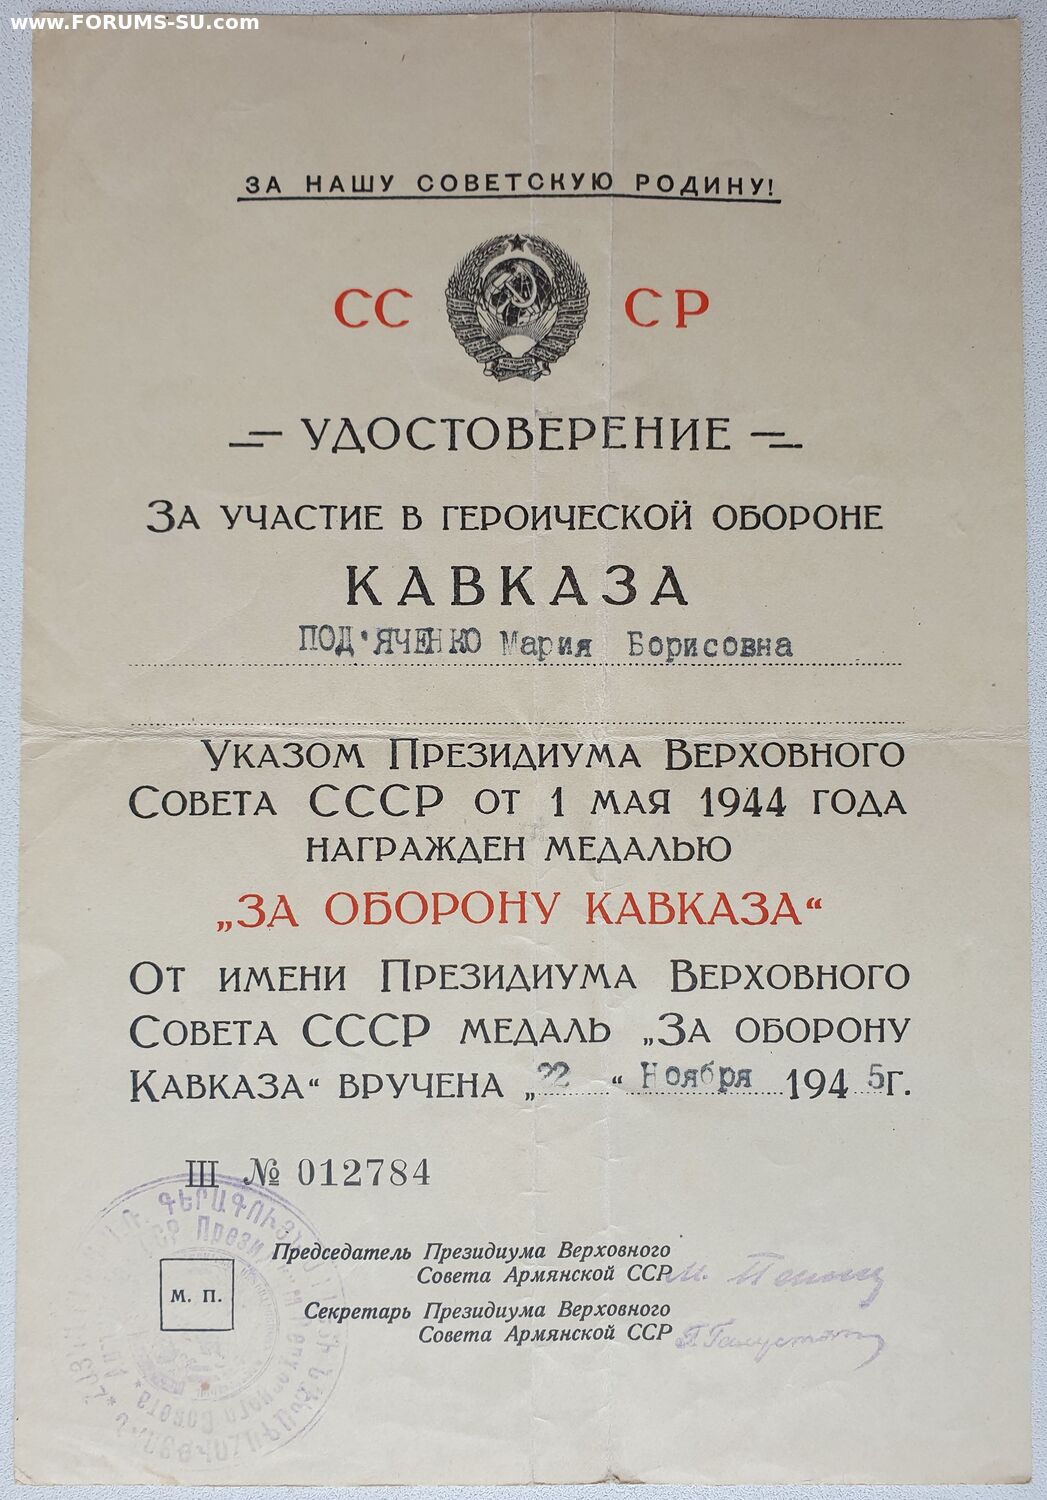 www.FORUMS-SU.com
ЗА НАШУ СОВЕТСКУЮ РОДИНУ!
СС СР
УДОСТОВЕРЕНИЕ
ЗА УЧАСТИЕ В ГЕРОИЧЕСКОЙ ОБОРОНЕ
КАВКАЗА
ПОД'ЯЧЕНКО Мария Борисовна
УКАЗОМ ПРЕЗИДИУМА ВЕРХОВНОГО
СОВЕТА СССР ОТ 1 МАЯ 1944 ГОДА
НАГРАЖДЕН МЕДАЛЬЮ
„ЗА ОБОРОНУ КАВКАЗА“
ОТ ИМЕНИ ПРЕЗИДИУМА ВЕРХОВНОГО
СОВЕТА СССР МЕДАЛЬ „ЗА ОБОРОНУ
КАВКАЗА“ ВРУЧЕНА „22“ Ноября 1945г.
III № 012784
Председатель Президиума Верховного
Совета Армянской ССР
Секретарь Президиума Верховного
Совета Армянской ССР
М. П.